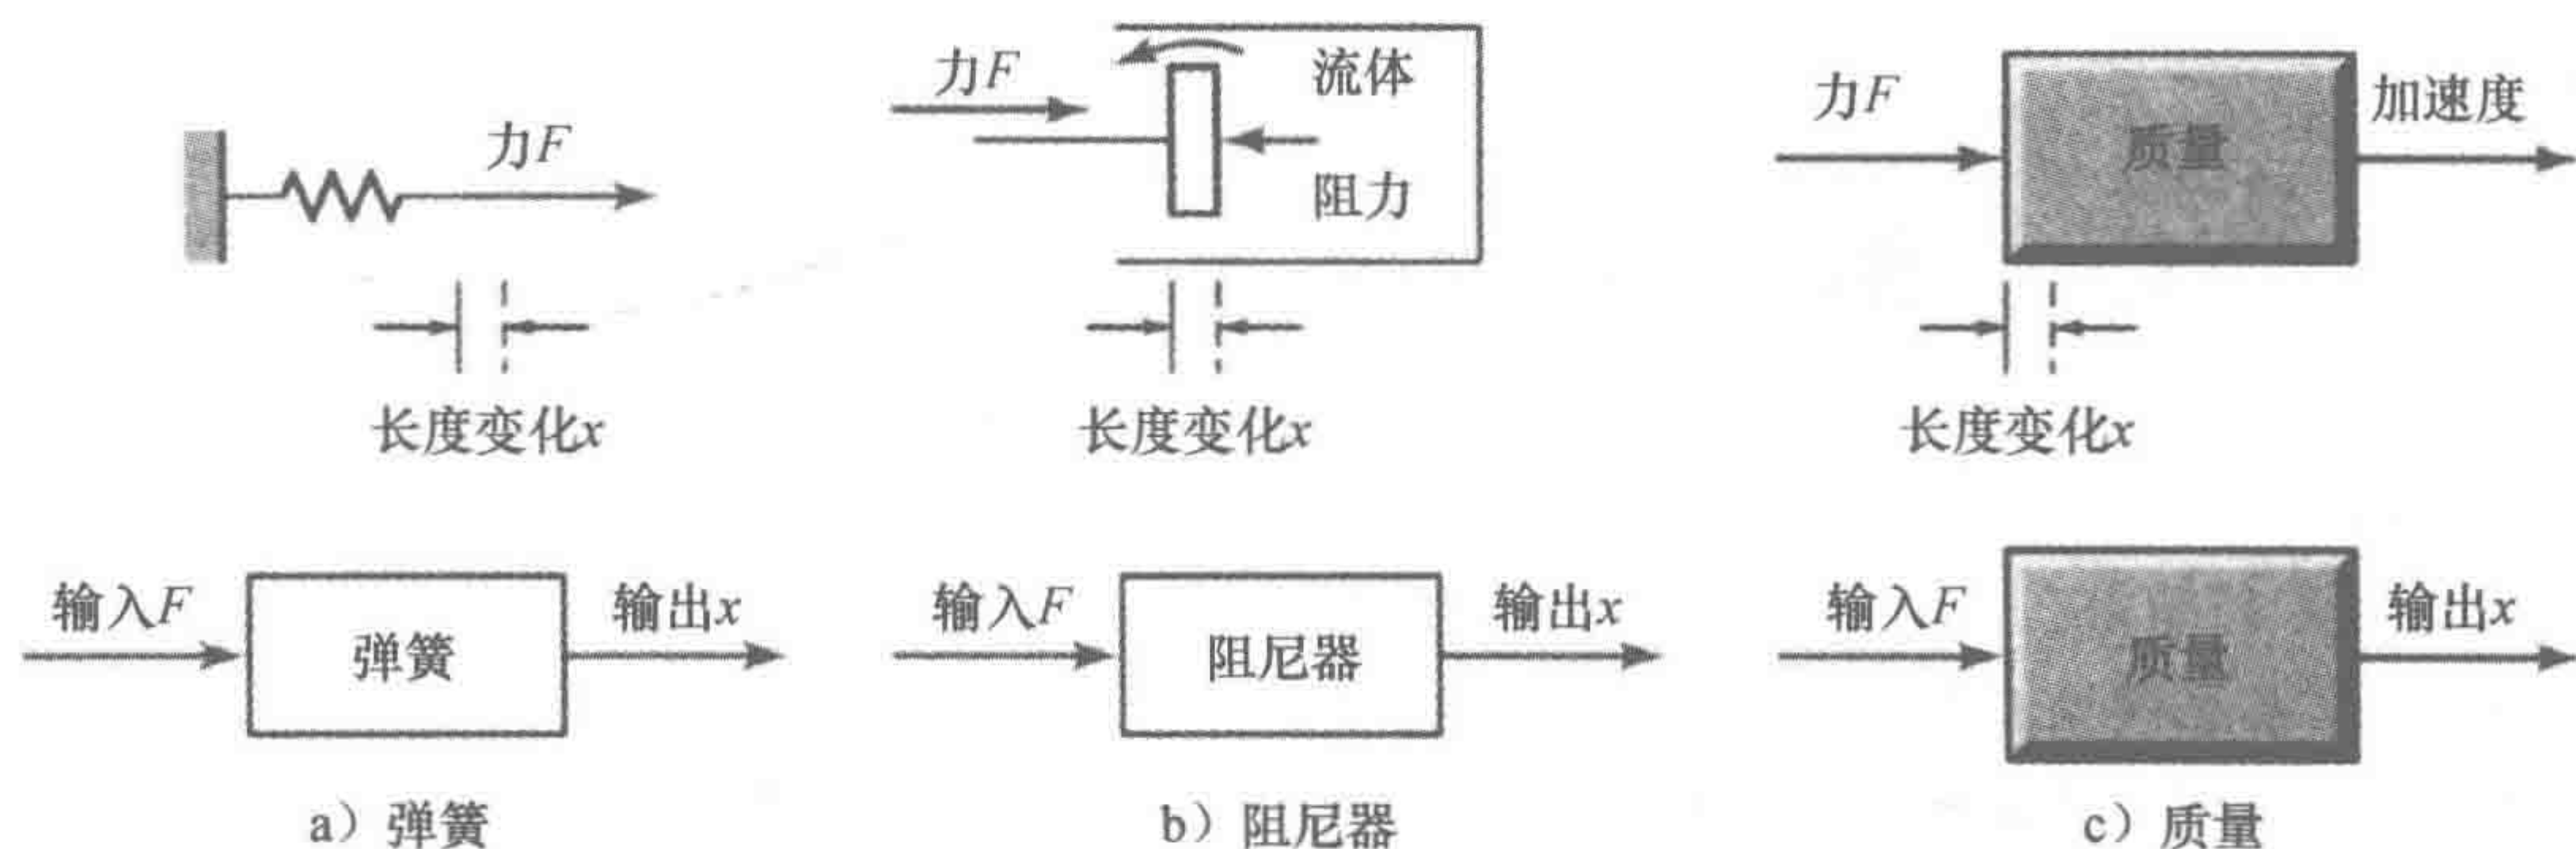 力F
力F
流体
阻力
力F
质量
加速度
长度变化x
长度变化x
长度变化x
输入F
弹簧
输出x
输入F
阻尼器
输出x
输入F
质量
输出x
a）弹簧
b）阻尼器
c）质量